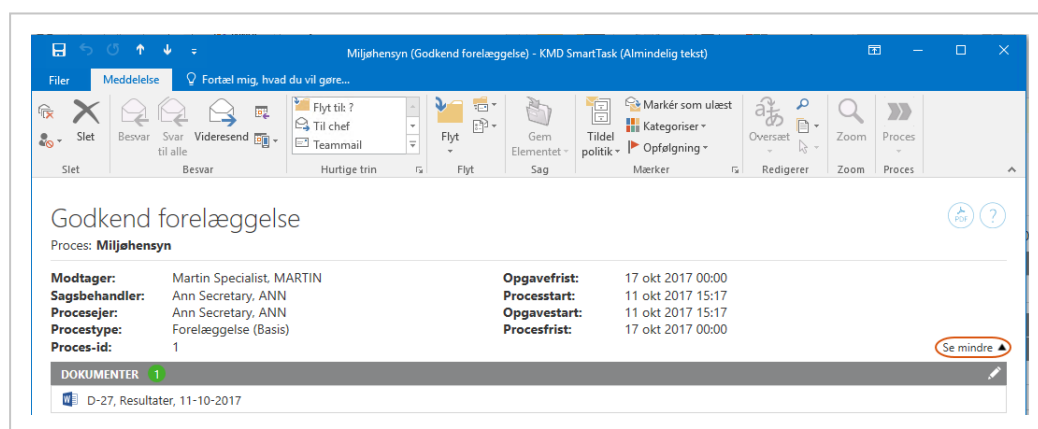 Miljøhensyn (Godkend forelæggelse) - KMD SmartTask (Almindelig tekst)
Filer Meddelelse Fortæl mig, hvad du vil gøre...
Slet
Besvar
Svar til alle
Videresend
Flyt til: ?
Til chef
Teammail
Flyt
Gem Elementet
Tildel politik
Markér som ulæst
Kategoriser
Opfølgning
Oversæt
Zoom
Proces
Slet Besvar Hurtige trin Flyt Sag Mærker Redigerer Zoom Proces
Godkend forelæggelse
PDF ?
Proces: Miljøhensyn
Modtager: Martin Specialist, MARTIN Opgavefrist: 17 okt 2017 00:00
Sagsbehandler: Ann Secretary, ANN Processtart: 11 okt 2017 15:17
Procesejer: Ann Secretary, ANN Opgavestart: 11 okt 2017 15:17
Procestype: Forelæggelse (Basis) Procesfrist: 17 okt 2017 00:00
Proces-id: 1 Se mindre
DOKUMENTER 1
D-27, Resultater, 11-10-2017